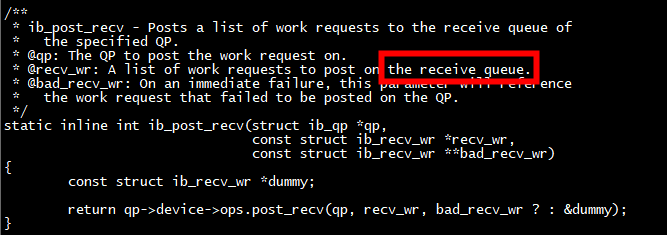 /**
 * ib_post_recv - Posts a list of work requests to the receive queue of
 *   the specified QP.
 * @qp: The QP to post the work request on.
 * @recv_wr: A list of work requests to post on the receive queue.
 * @bad_recv_wr: On an immediate failure, this parameter will reference
 *   the work request that failed to be posted on the QP.
 */
static inline int ib_post_recv(struct ib_qp *qp,
                               const struct ib_recv_wr *recv_wr,
                               const struct ib_recv_wr **bad_recv_wr)
{
        const struct ib_recv_wr *dummy;

        return qp->device->ops.post_recv(qp, recv_wr, bad_recv_wr ? : &dummy);
}